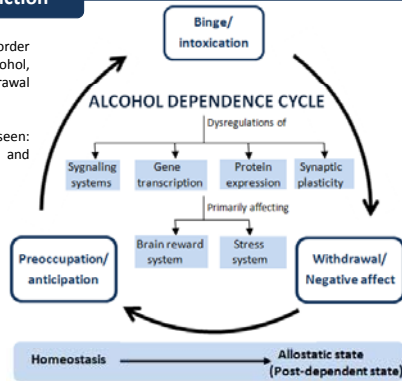 ction
order
ohol,
rawal
seen:
and
Binge/
intoxication
ALCOHOL DEPENDENCE CYCLE
Dysregulations of
Sygnaling
systems
Gene
transcription
Protein
expression
Synaptic
plasticity
Primarily affecting
Brain reward
system
Stress
system
Preoccupation/
anticipation
Withdrawal/
Negative affect
Homeostasis
Allostatic state
(Post-dependent state)